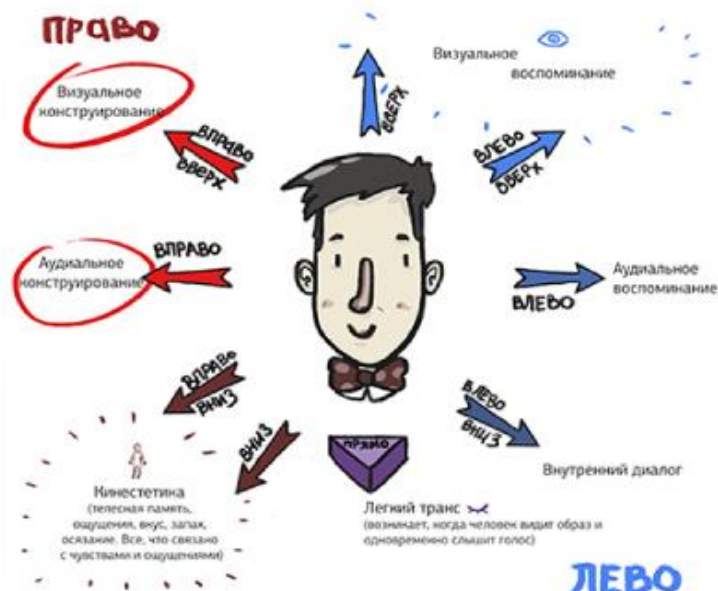 ПРАВО
Визуальное
воспоминание
Визуальное
конструирование
ВВЕРХ
ВПРАВО
ВВЕРХ
ВЛЕВО
ВВЕРХ
ВПРАВО
Аудиальное
конструирование
Аудиальное
воспоминание
ВЛЕВО
ВПРАВО
ВНИЗ
ВНИЗ
ВЛЕВО
ВНИЗ
ПРЯМО
Внутренний диалог
Кинестетика
(телесная память,
ощущения, вкус, запах,
осязание. Все, что связано
с чувствами и ощущениями)
Легкий транс
(возникает, когда человек видит образ и
одновременно слышит голос)
ЛЕВО